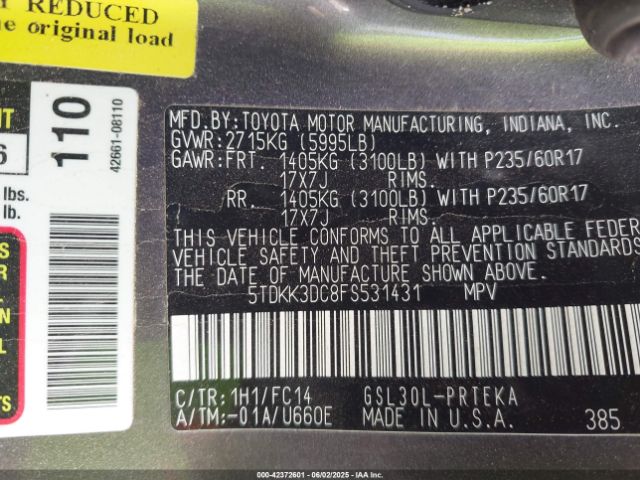 REDUCED
original load
110
42661-08110
6
lbs.
lb.
MFD.BY:TOYOTA MOTOR MANUFACTURING, INDIANA, INC.
GVWR:2715KG (5995LB)
GAWR:FRT. 1405KG (3100LB) WITH P235/60R17
17X7J RIMS.
RR. 1405KG (3100LB) WITH P235/60R17
17X7J RIMS.
THIS VEHICLE CONFORMS TO ALL APPLICABLE FEDER
VEHICLE SAFETY AND THEFT PREVENTION STANDARDS
THE DATE OF MANUFACTURE SHOWN ABOVE.
5TDKK3DC8FS531431 MPV
C/TR:1H1/FC14 GSL30L-PRTEKA
A/TM:-01A/U660E MADE IN U.S.A. 385
000-42372601 - 06/02/2025 - IAAI.COM